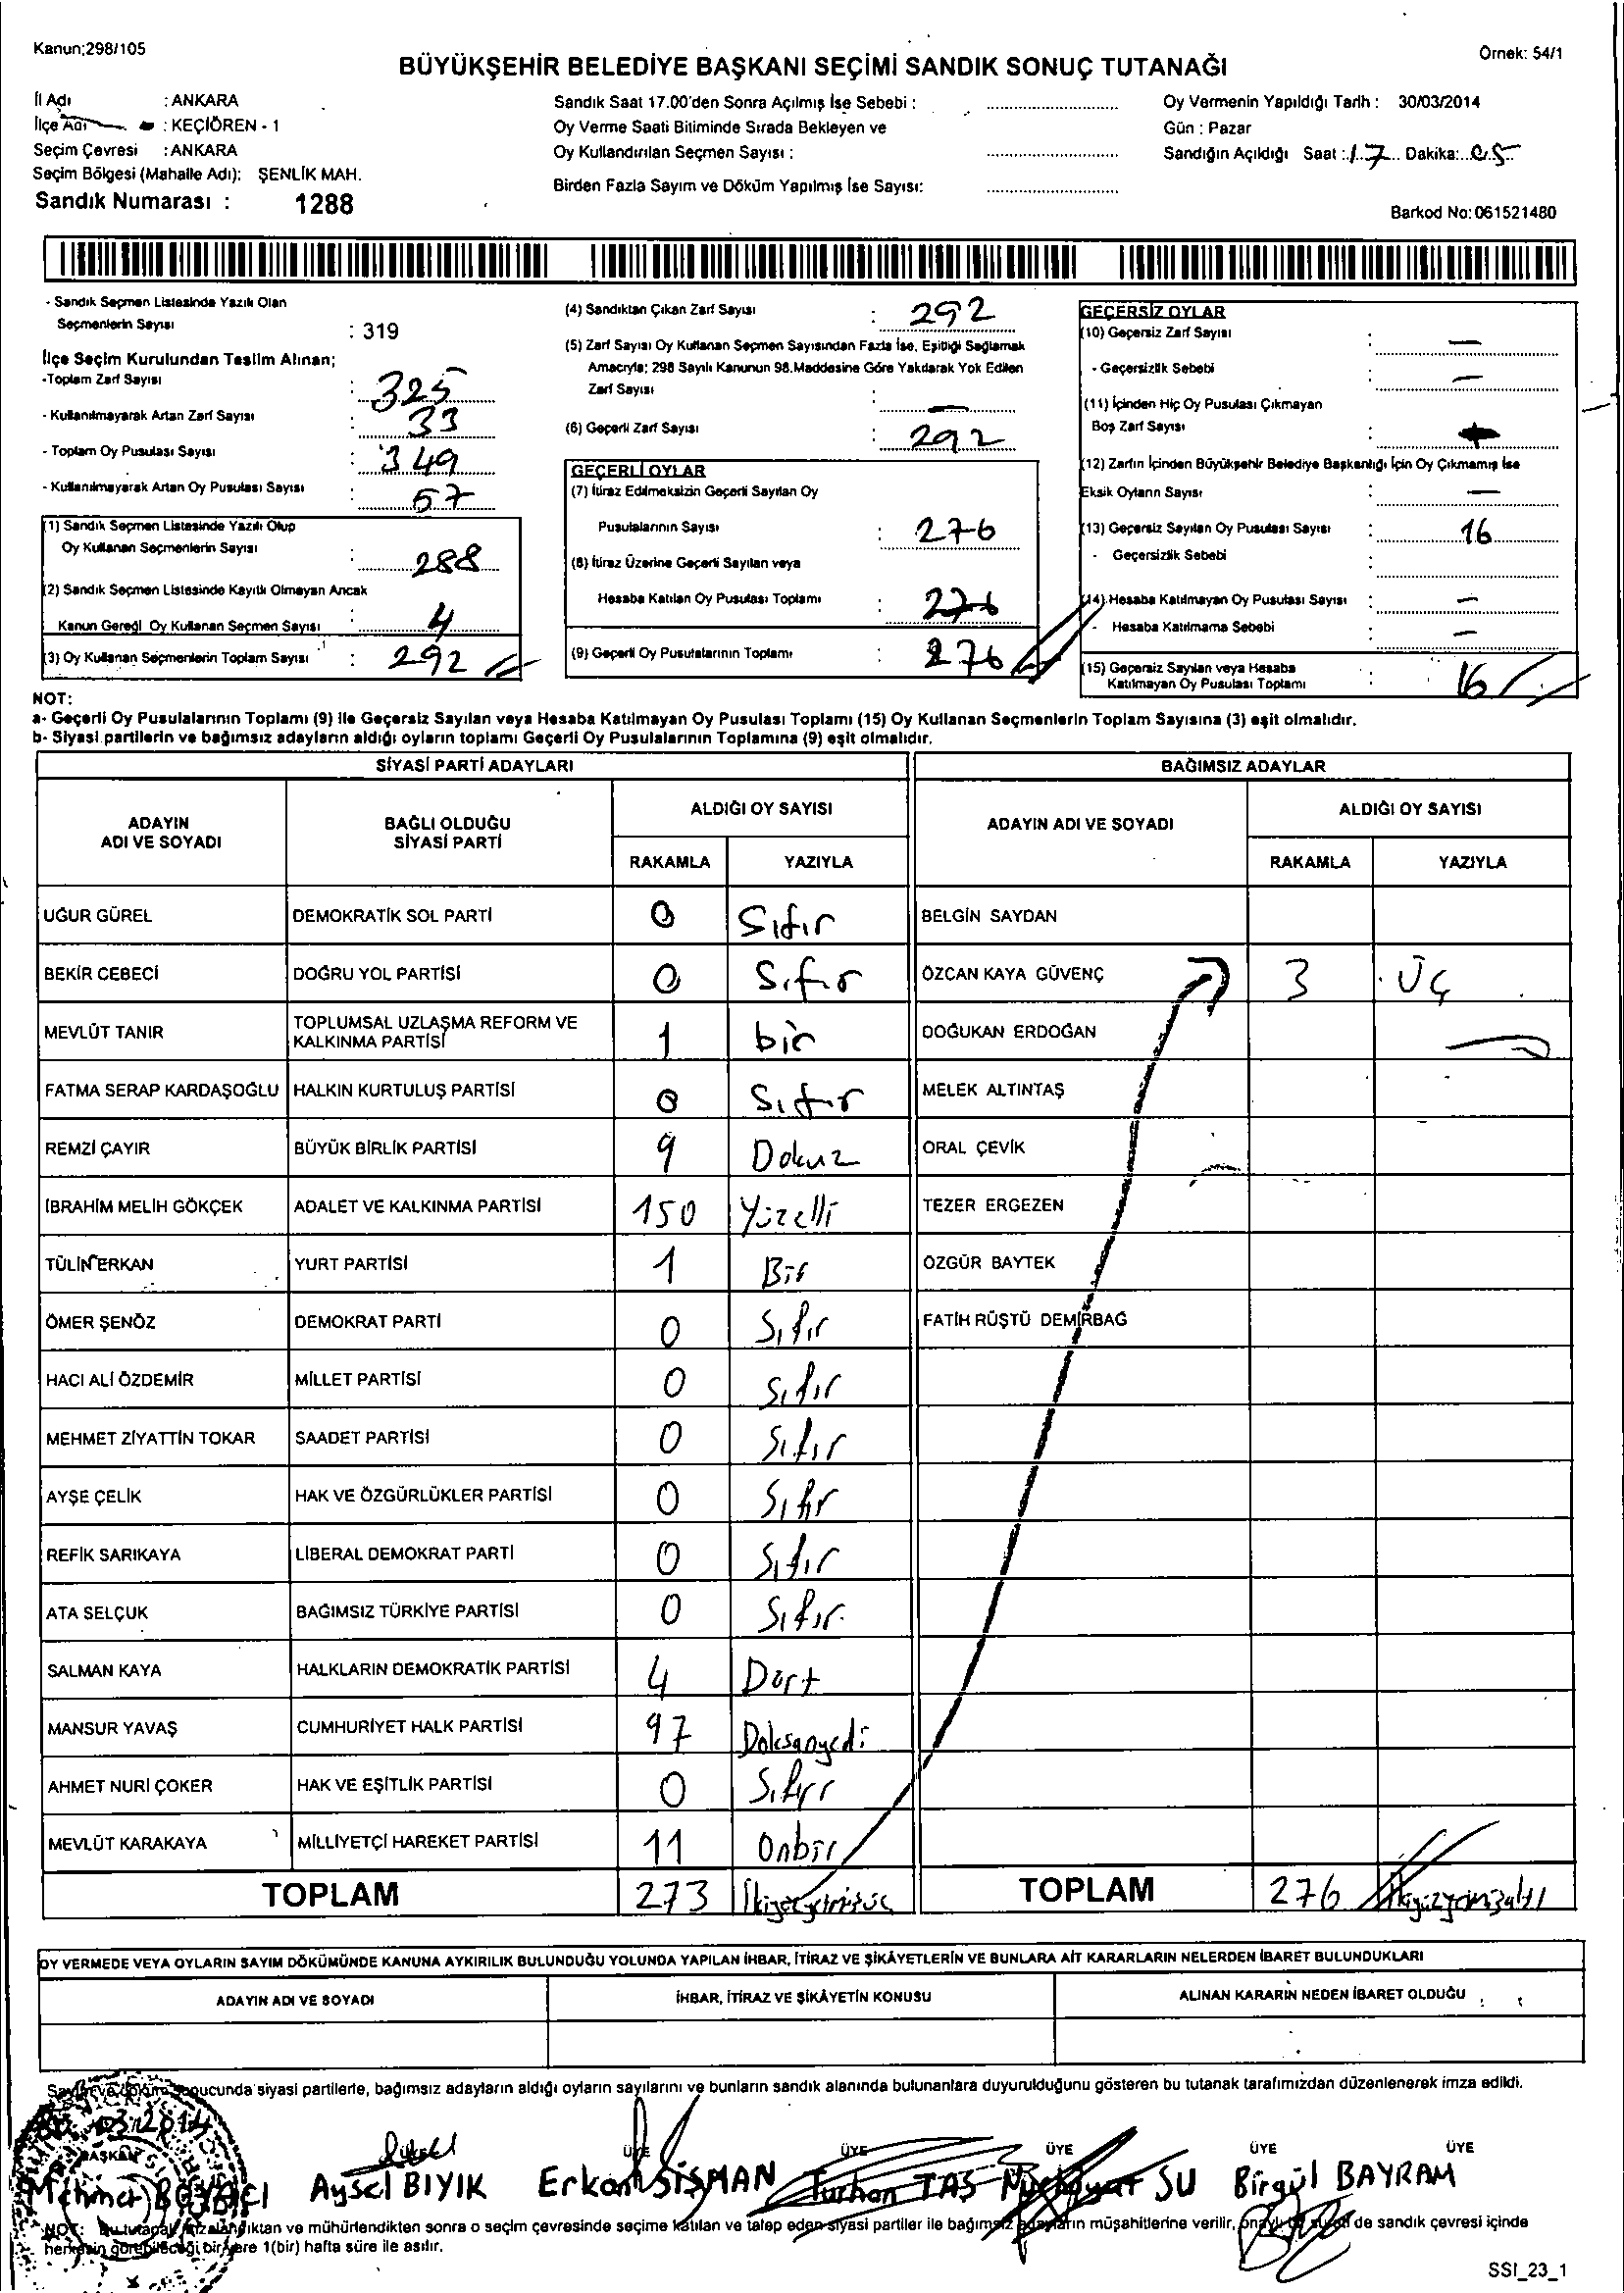 Kanun;298/105
Örnek: 54/1
BÜYÜKŞEHİR BELEDİYE BAŞKANI SEÇİMİ SANDIK SONUÇ TUTANAĞI
İl Adı : ANKARA
İlçe Adı : KEÇİÖREN - 1
Seçim Çevresi : ANKARA
Seçim Bölgesi (Mahalle Adı): ŞENLİK MAH.
Sandık Numarası : 1288
Sandık Saat 17.00'den Sonra Açılmış İse Sebebi :
Oy Verme Saati Bitiminde Sırada Bekleyen ve
Oy Kullandırılan Seçmen Sayısı :
Birden Fazla Sayım ve Döküm Yapılmış İse Sayısı:
Oy Vermenin Yapıldığı Tarih : 30/03/2014
Gün : Pazar
Sandığın Açıldığı Saat : 17 Dakika: 05
Barkod No: 061521480
- Sandık Seçmen Listesinde Yazılı Olan
Seçmenlerin Sayısı : 319
İlçe Seçim Kurulundan Teslim Alınan;
-Toplam Zarf Sayısı : 325
- Kullanılmayarak Artan Zarf Sayısı : 33
- Toplam Oy Pusulası Sayısı : 349
- Kullanılmayarak Artan Oy Pusulası Sayısı : 57
(1) Sandık Seçmen Listesinde Yazılı Olup
Oy Kullanan Seçmenlerin Sayısı : 288
(2) Sandık Seçmen Listesinde Kayıtlı Olmayan Ancak
Kanun Gereği Oy Kullanan Seçmen Sayısı : 4
(3) Oy Kullanan Seçmenlerin Toplam Sayısı : 292
(4) Sandıktan Çıkan Zarf Sayısı : 292
(5) Zarf Sayısı Oy Kullanan Seçmen Sayısından Fazla İse, Eşitliği Sağlamak
Amacıyla; 298 Sayılı Kanunun 98.Maddesine Göre Yakılarak Yok Edilen
Zarf Sayısı : —
(6) Geçerli Zarf Sayısı : 292
GEÇERLİ OYLAR
(7) İtiraz Edilmeksizin Geçerli Sayılan Oy
Pusulalarının Sayısı : 276
(8) İtiraz Üzerine Geçerli Sayılan veya
Hesaba Katılan Oy Pusulası Toplamı : 276
(9) Geçerli Oy Pusulalarının Toplamı : 276
GEÇERSİZ OYLAR
(10) Geçersiz Zarf Sayısı : —
- Geçersizlik Sebebi : —
(11) İçinden Hiç Oy Pusulası Çıkmayan
Boş Zarf Sayısı :
(12) Zarfın İçinden Büyükşehir Belediye Başkanlığı İçin Oy Çıkmamış İse
Eksik Oyların Sayısı : —
(13) Geçersiz Sayılan Oy Pusulası Sayısı : 16
- Geçersizlik Sebebi :
(14) Hesaba Katılmayan Oy Pusulası Sayısı : —
- Hesaba Katılmama Sebebi : —
(15) Geçersiz Sayılan veya Hesaba
Katılmayan Oy Pusulası Toplamı : 16
NOT:
a- Geçerli Oy Pusulalarının Toplamı (9) ile Geçersiz Sayılan veya Hesaba Katılmayan Oy Pusulası Toplamı (15) Oy Kullanan Seçmenlerin Toplam Sayısına (3) eşit olmalıdır.
b- Siyasi partilerin ve bağımsız adayların aldığı oyların toplamı Geçerli Oy Pusulalarının Toplamına (9) eşit olmalıdır.
SİYASİ PARTİ ADAYLARI
ADAYIN ADI VE SOYADI BAĞLI OLDUĞU SİYASİ PARTİ ALDIĞI OY SAYISI
RAKAMLA YAZIYLA
UĞUR GÜREL DEMOKRATİK SOL PARTİ 0 Sıfır
BEKİR CEBECİ DOĞRU YOL PARTİSİ 0 Sıfır
MEVLÜT TANIR TOPLUMSAL UZLAŞMA REFORM VE KALKINMA PARTİSİ 1 bir
FATMA SERAP KARDAŞOĞLU HALKIN KURTULUŞ PARTİSİ 0 Sıfır
REMZİ ÇAYIR BÜYÜK BİRLİK PARTİSİ 9 Dokuz
İBRAHİM MELİH GÖKÇEK ADALET VE KALKINMA PARTİSİ 150 Yüzelli
TÜLİN ERKAN YURT PARTİSİ 1 Bir
ÖMER ŞENÖZ DEMOKRAT PARTİ 0 Sıfır
HACI ALİ ÖZDEMİR MİLLET PARTİSİ 0 Sıfır
MEHMET ZİYATTİN TOKAR SAADET PARTİSİ 0 Sıfır
AYŞE ÇELİK HAK VE ÖZGÜRLÜKLER PARTİSİ 0 Sıfır
REFİK SARIKAYA LİBERAL DEMOKRAT PARTİ 0 Sıfır
ATA SELÇUK BAĞIMSIZ TÜRKİYE PARTİSİ 0 Sıfır
SALMAN KAYA HALKLARIN DEMOKRATİK PARTİSİ 4 Dört
MANSUR YAVAŞ CUMHURİYET HALK PARTİSİ 97 Doksanyedi
AHMET NURİ ÇOKER HAK VE EŞİTLİK PARTİSİ 0 Sıfır
MEVLÜT KARAKAYA MİLLİYETÇİ HAREKET PARTİSİ 11 Onbir
TOPLAM 273 İkiyüzyetmişüç
BAĞIMSIZ ADAYLAR
ADAYIN ADI VE SOYADI ALDIĞI OY SAYISI
RAKAMLA YAZIYLA
BELGİN SAYDAN
ÖZCAN KAYA GÜVENÇ 3 Üç
DOĞUKAN ERDOĞAN
MELEK ALTINTAŞ
ORAL ÇEVİK
TEZER ERGEZEN
ÖZGÜR BAYTEK
FATİH RÜŞTÜ DEMİRBAĞ
TOPLAM 276
OY VERMEDE VEYA OYLARIN SAYIM DÖKÜMÜNDE KANUNA AYKIRILIK BULUNDUĞU YOLUNDA YAPILAN İHBAR, İTİRAZ VE ŞİKÂYETLERİN VE BUNLARA AİT KARARLARIN NELERDEN İBARET BULUNDUKLARI
ADAYIN ADI VE SOYADI İHBAR, İTİRAZ VE ŞİKÂYETİN KONUSU ALINAN KARARIN NEDEN İBARET OLDUĞU
Sayım ve döküm sonucunda siyasi partilerle, bağımsız adayların aldığı oyların sayılarını ve bunların sandık alanında bulunanlara duyurulduğunu gösteren bu tutanak tarafımızdan düzenlenerek imza edildi.
BAŞKAN ÜYE ÜYE ÜYE ÜYE ÜYE
Aysel BIYIK Erkan ŞİŞMAN Turhan TAŞ SU Birgül BAYRAM
NOT: Bu tutanak imzalandıktan ve mühürlendikten sonra o seçim çevresinde seçime katılan ve talep eden siyasi partiler ile bağımsız adayların müşahitlerine verilir, onaylı bir sureti de sandık çevresi içinde
herkesin görebileceği bir yere 1(bir) hafta süre ile asılır.
SSI_23_1